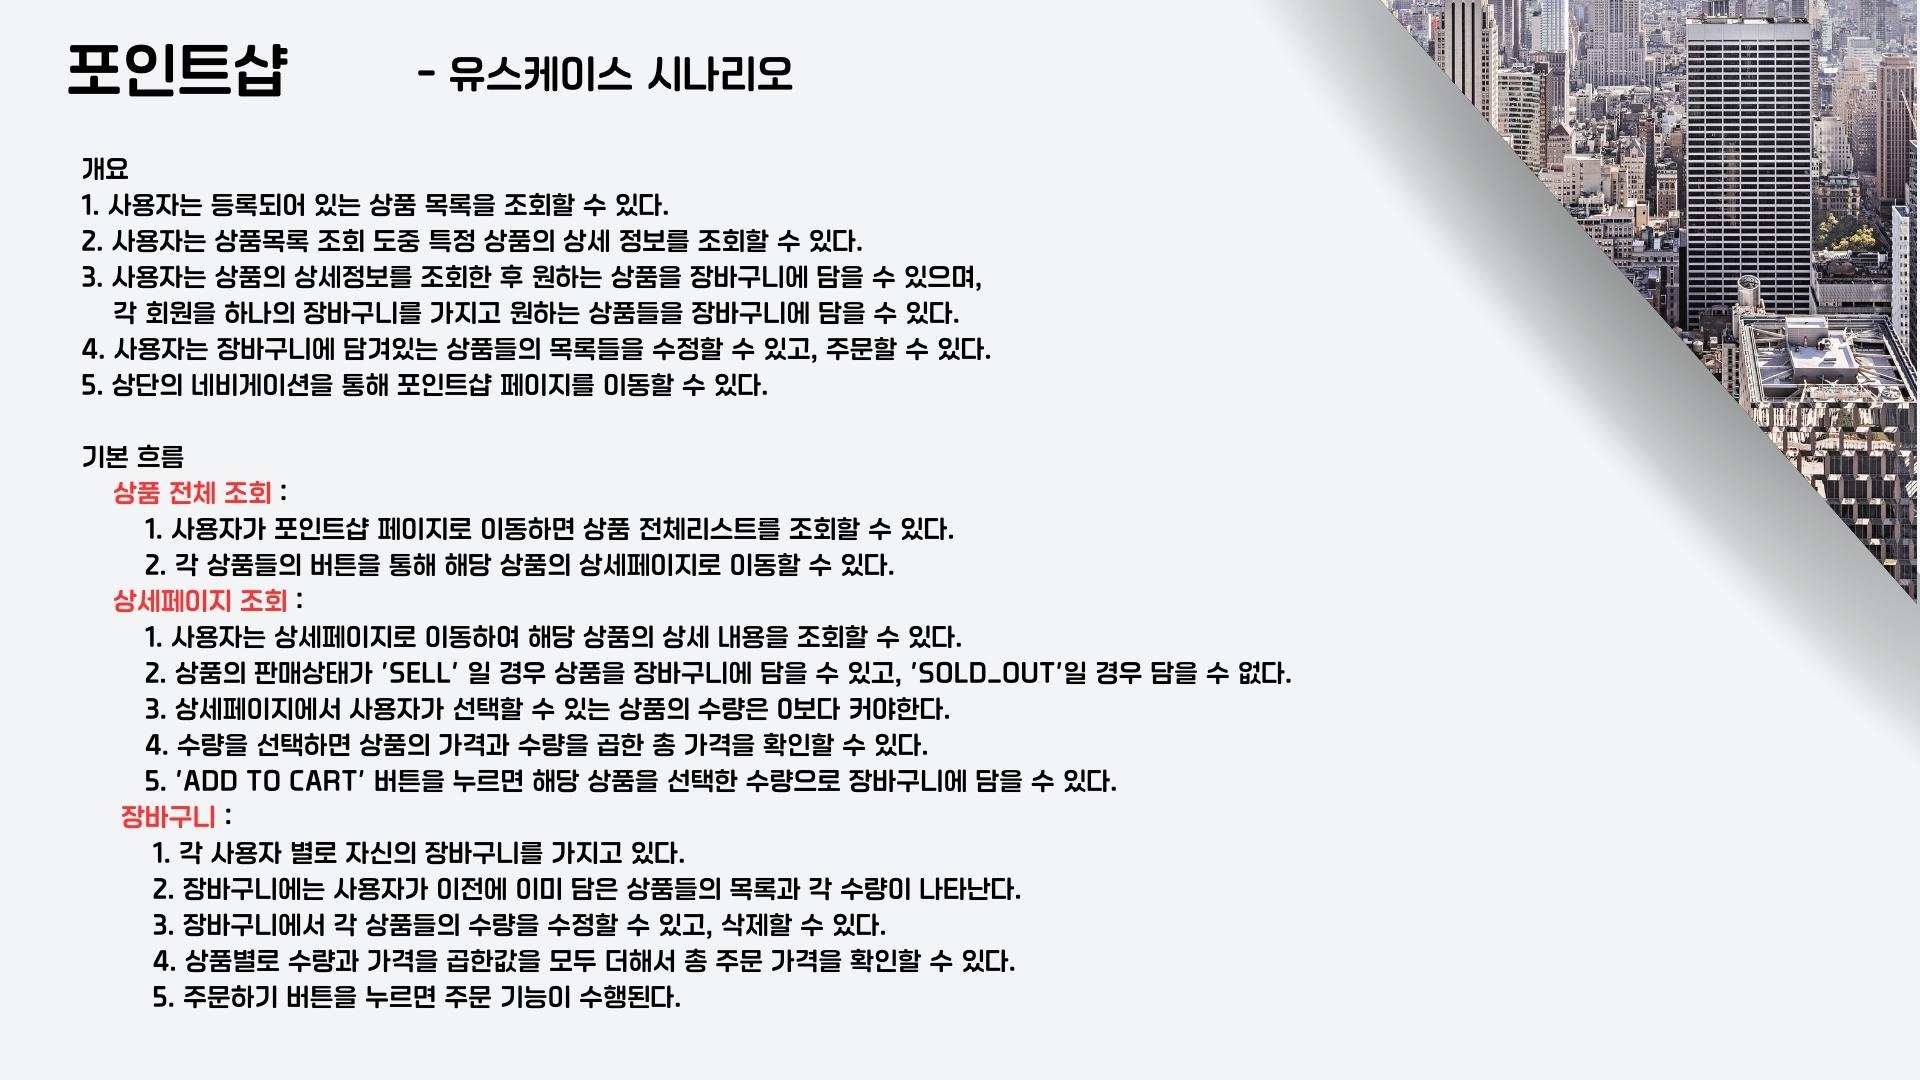 포인트샵 - 유스케이스 시나리오
개요
1. 사용자는 등록되어 있는 상품 목록을 조회할 수 있다.
2. 사용자는 상품목록 조회 도중 특정 상품의 상세 정보를 조회할 수 있다.
3. 사용자는 상품의 상세정보를 조회한 후 원하는 상품을 장바구니에 담을 수 있으며,
각 회원을 하나의 장바구니를 가지고 원하는 상품들을 장바구니에 담을 수 있다.
4. 사용자는 장바구니에 담겨있는 상품들의 목록들을 수정할 수 있고, 주문할 수 있다.
5. 상단의 네비게이션을 통해 포인트샵 페이지를 이동할 수 있다.
기본 흐름
상품 전체 조회 :
1. 사용자가 포인트샵 페이지로 이동하면 상품 전체리스트를 조회할 수 있다.
2. 각 상품들의 버튼을 통해 해당 상품의 상세페이지로 이동할 수 있다.
상세페이지 조회 :
1. 사용자는 상세페이지로 이동하여 해당 상품의 상세 내용을 조회할 수 있다.
2. 상품의 판매상태가 'SELL' 일 경우 상품을 장바구니에 담을 수 있고, 'SOLD_OUT'일 경우 담을 수 없다.
3. 상세페이지에서 사용자가 선택할 수 있는 상품의 수량은 0보다 커야한다.
4. 수량을 선택하면 상품의 가격과 수량을 곱한 총 가격을 확인할 수 있다.
5. 'ADD TO CART' 버튼을 누르면 해당 상품을 선택한 수량으로 장바구니에 담을 수 있다.
장바구니 :
1. 각 사용자 별로 자신의 장바구니를 가지고 있다.
2. 장바구니에는 사용자가 이전에 이미 담은 상품들의 목록과 각 수량이 나타난다.
3. 장바구니에서 각 상품들의 수량을 수정할 수 있고, 삭제할 수 있다.
4. 상품별로 수량과 가격을 곱한값을 모두 더해서 총 주문 가격을 확인할 수 있다.
5. 주문하기 버튼을 누르면 주문 기능이 수행된다.